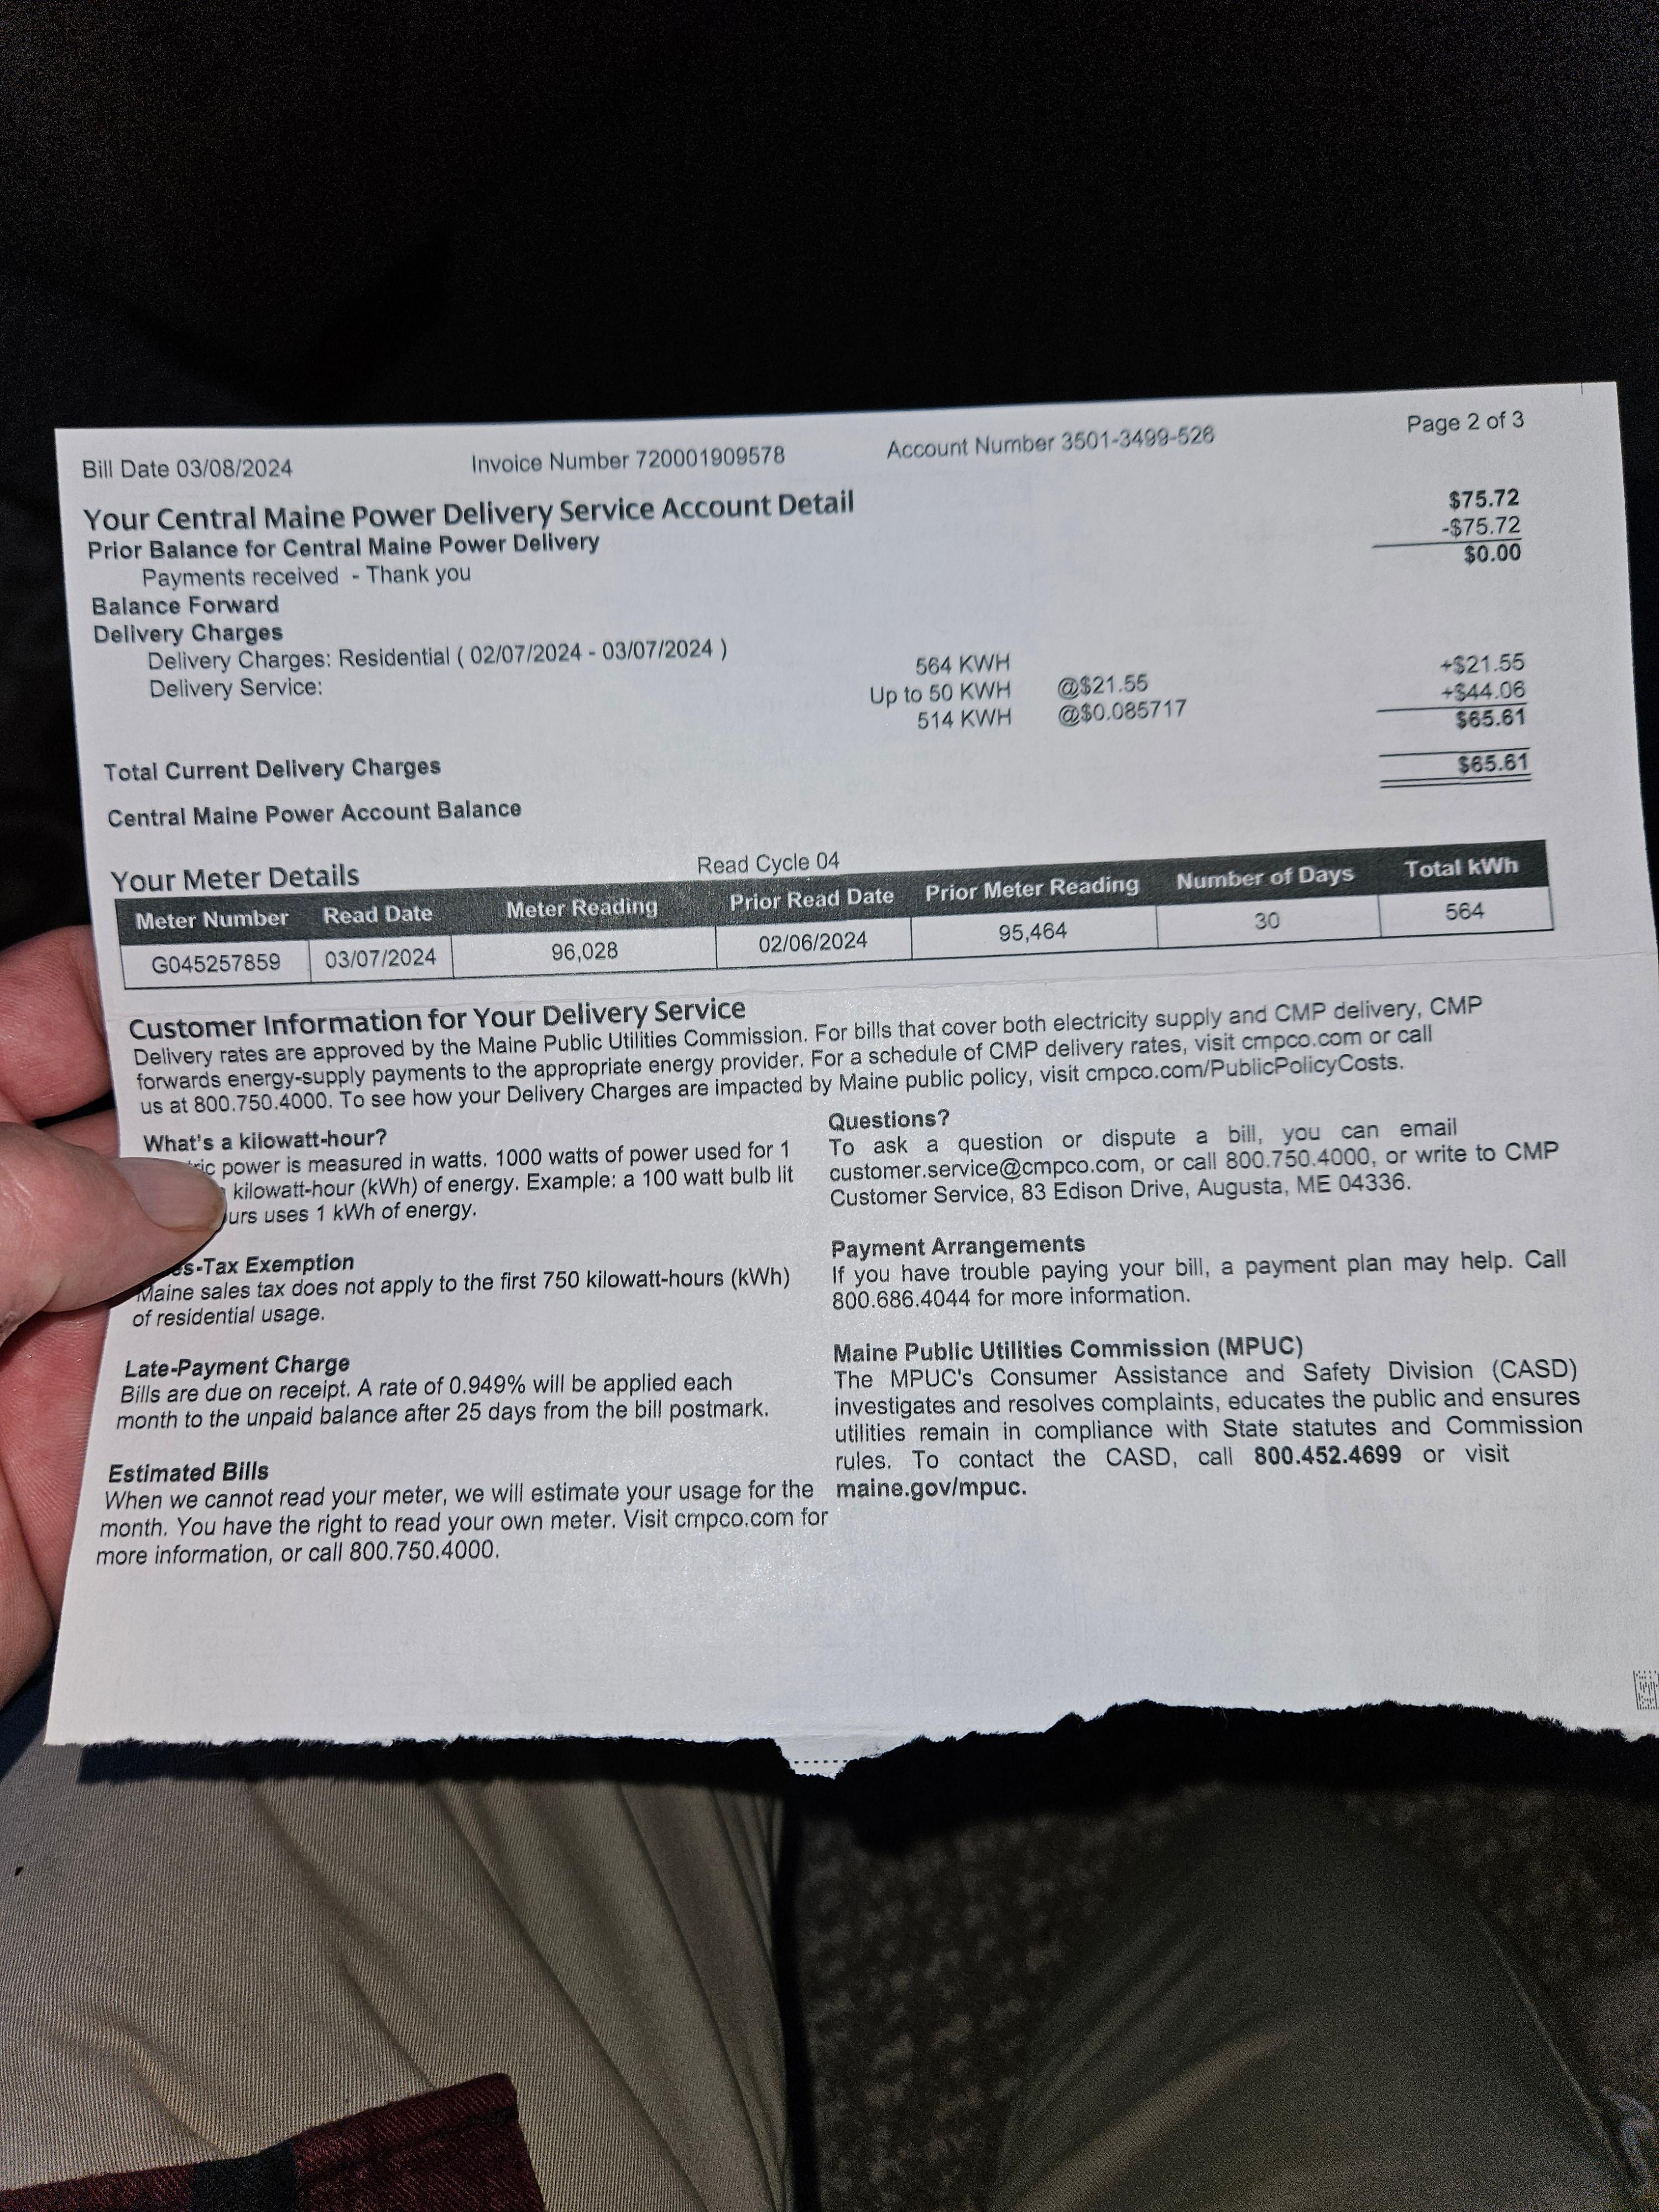 Page 2 of 3
Bill Date 03/08/2024 Invoice Number 720001909578 Account Number 3501-3499-526
Your Central Maine Power Delivery Service Account Detail
Prior Balance for Central Maine Power Delivery $75.72
Payments received - Thank you -$75.72
Balance Forward $0.00
Delivery Charges
Delivery Charges: Residential ( 02/07/2024 - 03/07/2024 ) 564 KWH
Delivery Service: Up to 50 KWH @$21.55 +$21.55
514 KWH @$0.085717 +$44.06
Total Current Delivery Charges $65.61
Central Maine Power Account Balance $65.61
Your Meter Details Read Cycle 04
Meter Number Read Date Meter Reading Prior Read Date Prior Meter Reading Number of Days Total kWh
G045257859 03/07/2024 96,028 02/06/2024 95,464 30 564
Customer Information for Your Delivery Service
Delivery rates are approved by the Maine Public Utilities Commission. For bills that cover both electricity supply and CMP delivery, CMP
forwards energy-supply payments to the appropriate energy provider. For a schedule of CMP delivery rates, visit cmpco.com or call
us at 800.750.4000. To see how your Delivery Charges are impacted by Maine public policy, visit cmpco.com/PublicPolicyCosts.
What's a kilowatt-hour?
power is measured in watts. 1000 watts of power used for 1
kilowatt-hour (kWh) of energy. Example: a 100 watt bulb lit
uses 1 kWh of energy.
-Tax Exemption
Maine sales tax does not apply to the first 750 kilowatt-hours (kWh)
of residential usage.
Late-Payment Charge
Bills are due on receipt. A rate of 0.949% will be applied each
month to the unpaid balance after 25 days from the bill postmark.
Estimated Bills
When we cannot read your meter, we will estimate your usage for the
month. You have the right to read your own meter. Visit cmpco.com for
more information, or call 800.750.4000.
Questions?
To ask a question or dispute a bill, you can email
customer.service@cmpco.com, or call 800.750.4000, or write to CMP
Customer Service, 83 Edison Drive, Augusta, ME 04336.
Payment Arrangements
If you have trouble paying your bill, a payment plan may help. Call
800.686.4044 for more information.
Maine Public Utilities Commission (MPUC)
The MPUC's Consumer Assistance and Safety Division (CASD)
investigates and resolves complaints, educates the public and ensures
utilities remain in compliance with State statutes and Commission
rules. To contact the CASD, call 800.452.4699 or visit
maine.gov/mpuc.